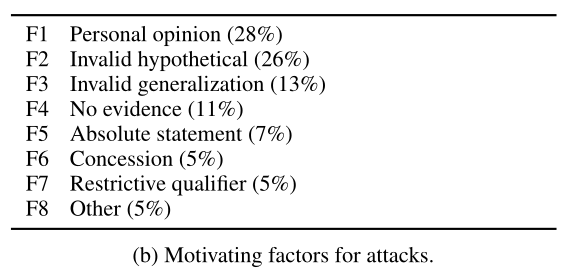 F1 Personal opinion (28%)
F2 Invalid hypothetical (26%)
F3 Invalid generalization (13%)
F4 No evidence (11%)
F5 Absolute statement (7%)
F6 Concession (5%)
F7 Restrictive qualifier (5%)
F8 Other (5%)
(b) Motivating factors for attacks.